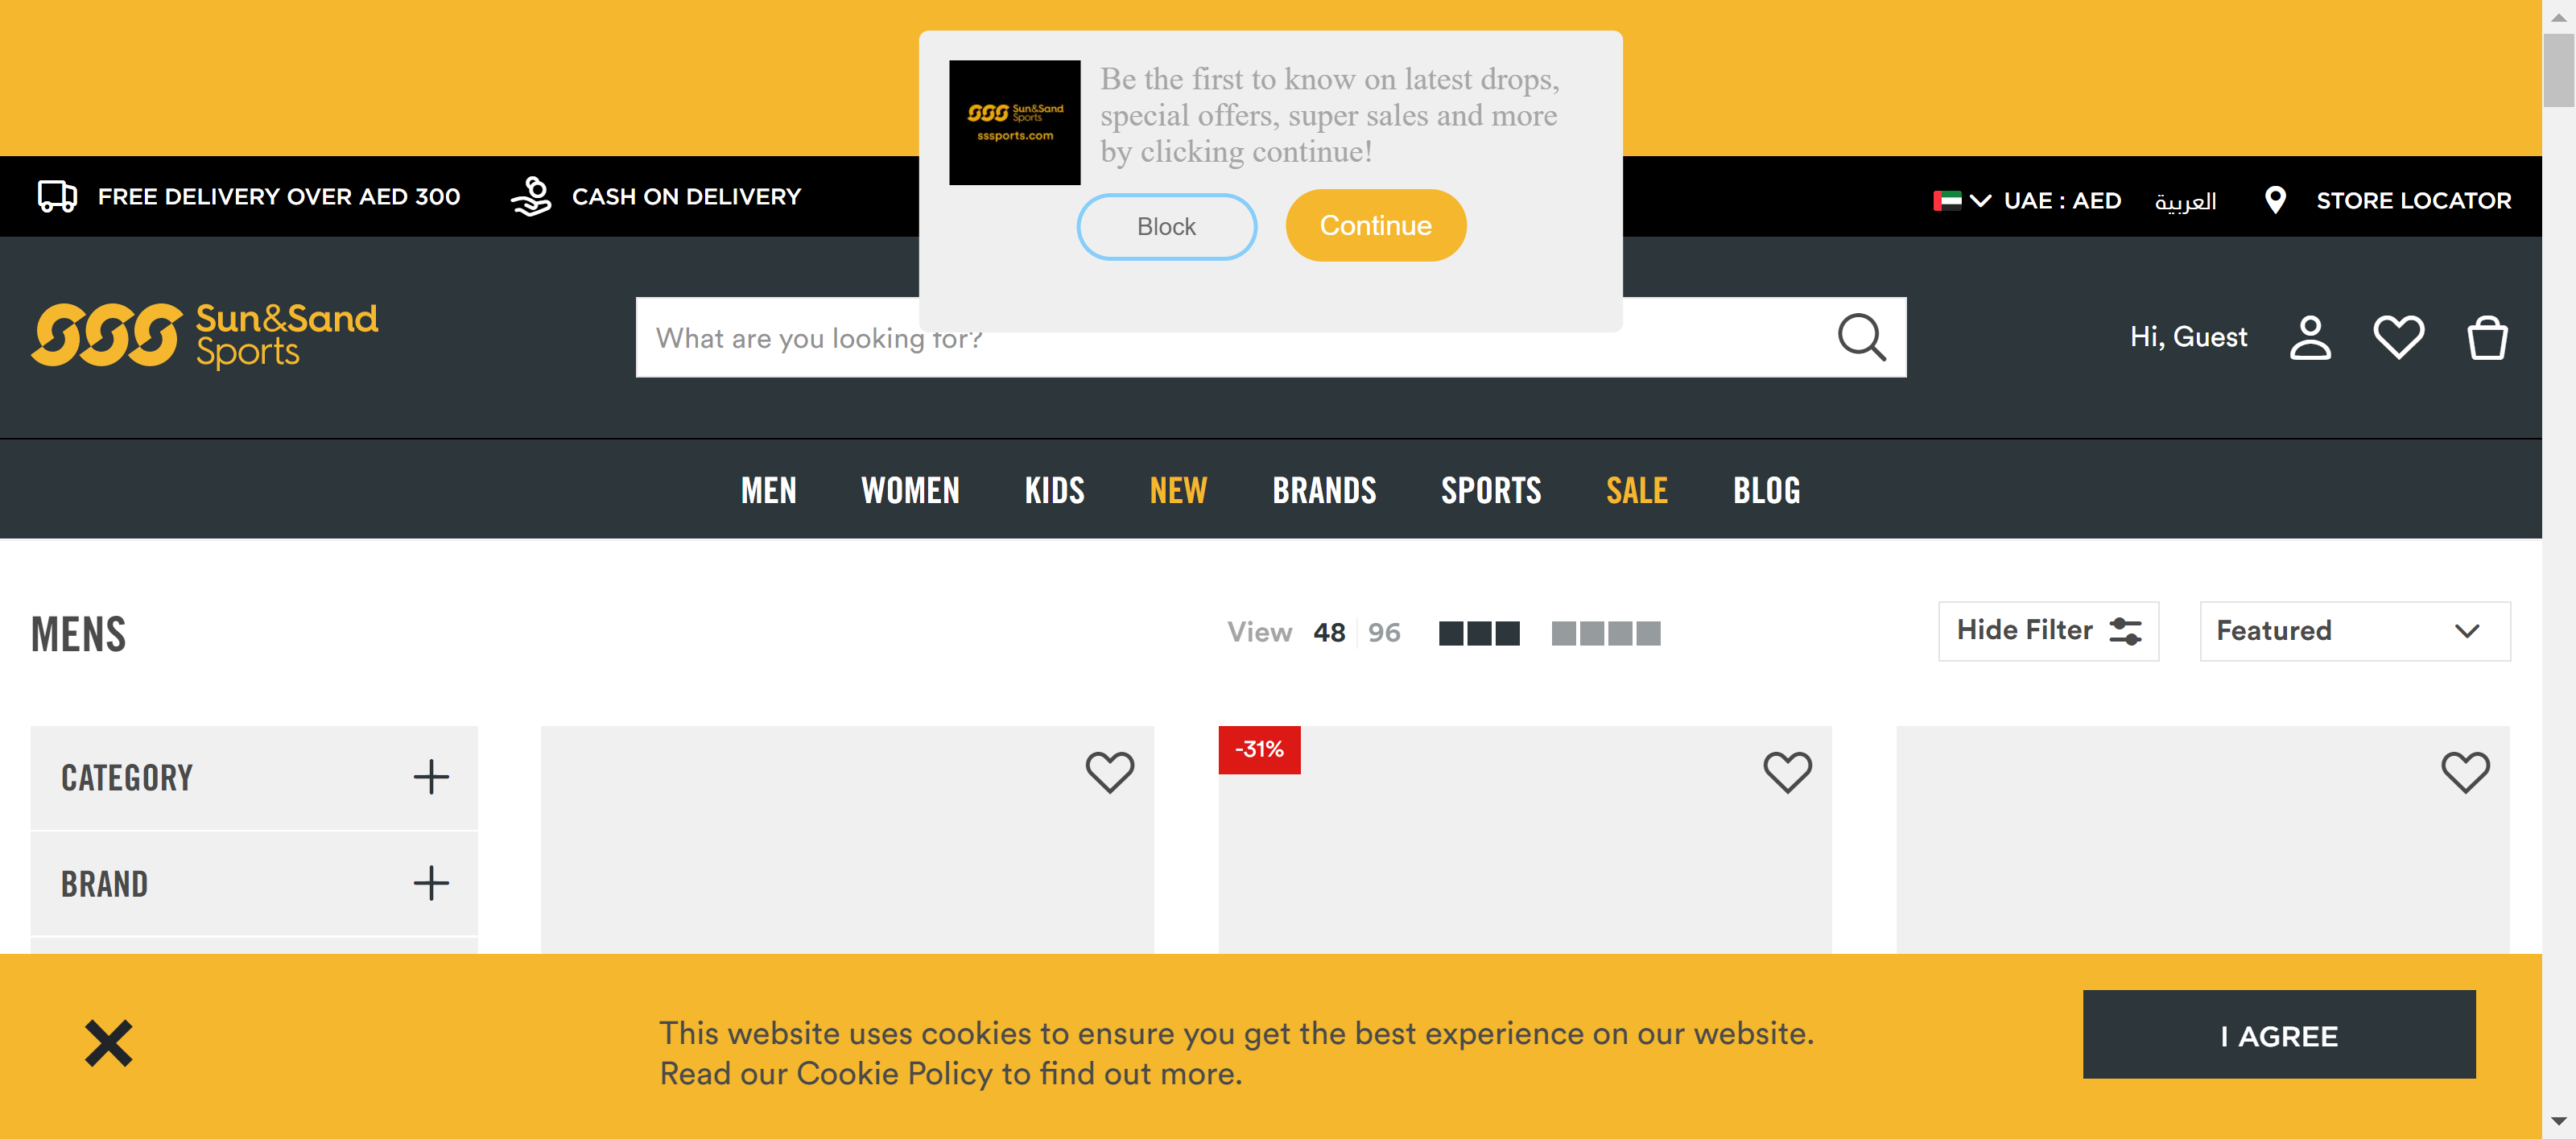 Sun&Sand
Sports
sssports.com
Be the first to know on latest drops,
special offers, super sales and more
by clicking continue!
Block
Continue
FREE DELIVERY OVER AED 300
CASH ON DELIVERY
UAE : AED
العربية
STORE LOCATOR
Sun&Sand
Sports
What are you looking for?
Hi, Guest
MEN
WOMEN
KIDS
NEW
BRANDS
SPORTS
SALE
BLOG
MENS
View 48 96
Hide Filter
Featured
CATEGORY
BRAND
-31%
This website uses cookies to ensure you get the best experience on our website.
Read our Cookie Policy to find out more.
I AGREE